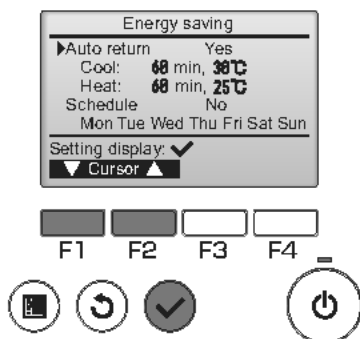 Energy saving
▶Auto return Yes
Cool: 60 min, 30℃
Heat: 60 min, 25℃
Schedule No
Mon Tue Wed Thu Fri Sat Sun
Setting display: ✔
▼ Cursor ▲
F1 F2 F3 F4